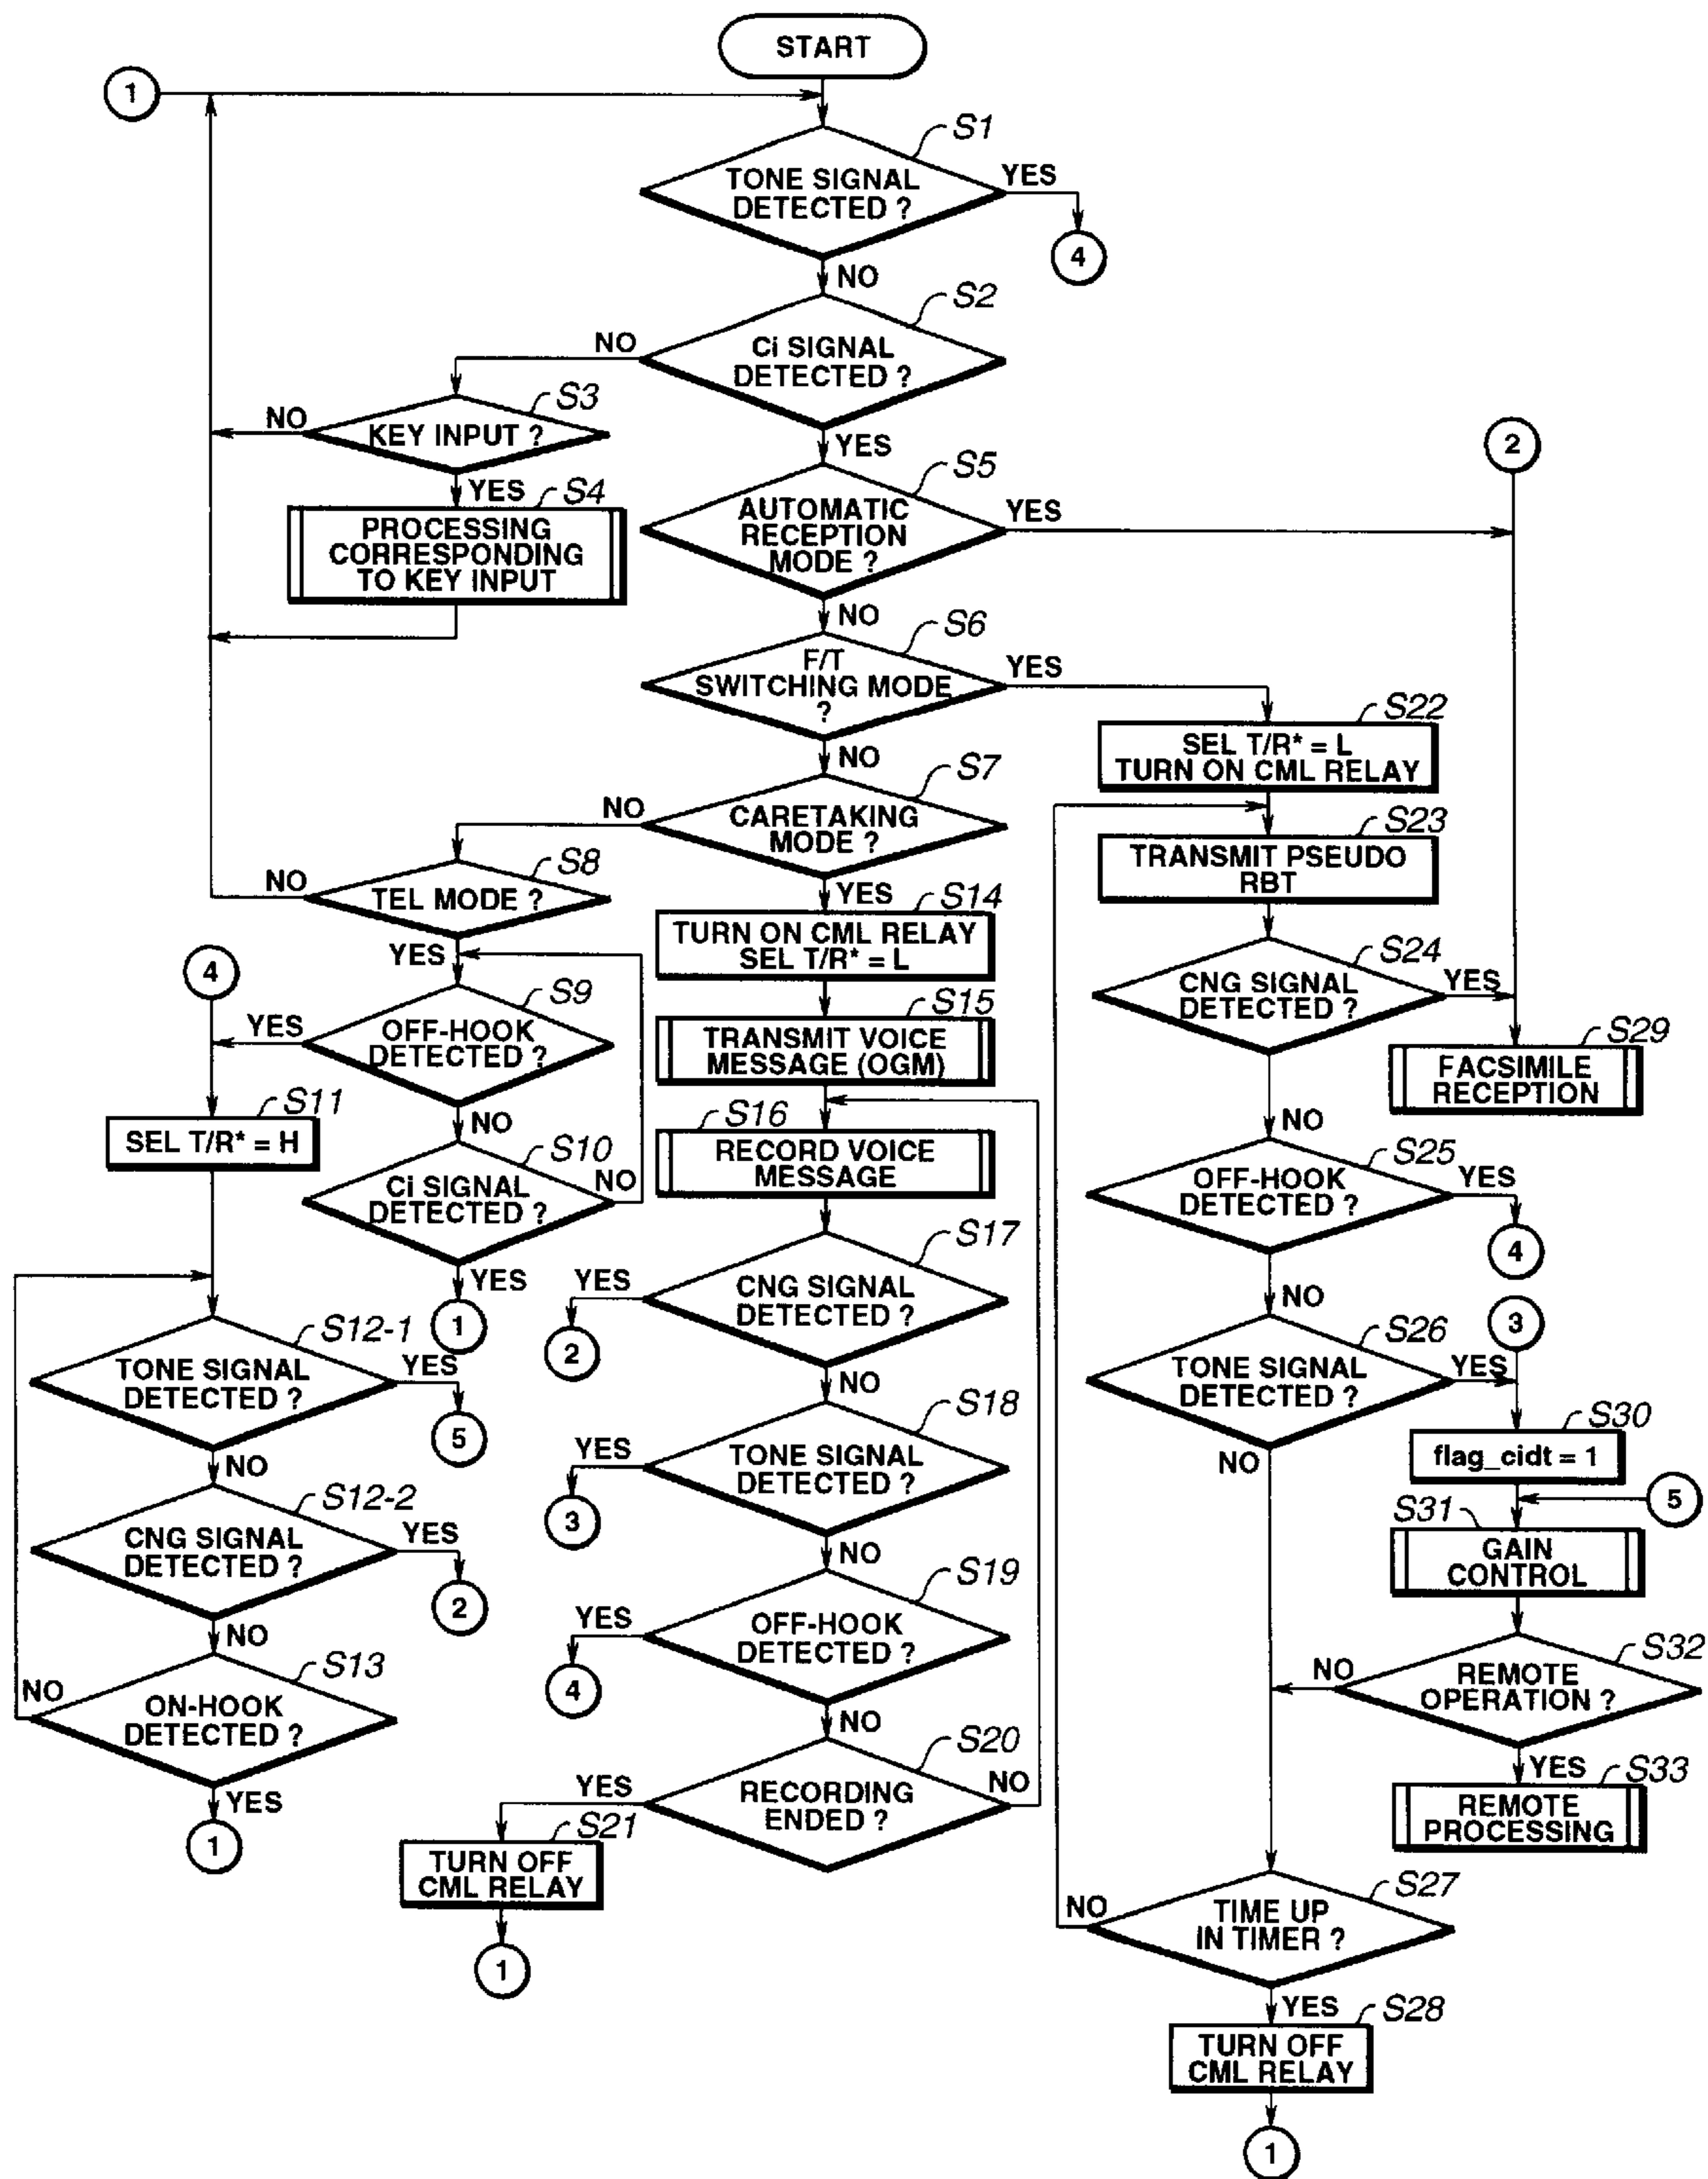 START
1
S1
TONE SIGNAL
DETECTED ?
YES
4
NO
S2
Ci SIGNAL
DETECTED ?
NO
YES
S3
KEY INPUT ?
NO
YES
S4
PROCESSING
CORRESPONDING
TO KEY INPUT
S5
AUTOMATIC
RECEPTION
MODE ?
YES
2
NO
S6
F/T
SWITCHING MODE
?
YES
NO
S7
CARETAKING
MODE ?
NO
YES
S8
TEL MODE ?
NO
YES
4
S9
OFF-HOOK
DETECTED ?
YES
NO
S10
Ci SIGNAL
DETECTED ?
NO
YES
1
S11
SEL T/R* = H
S12-1
TONE SIGNAL
DETECTED ?
YES
5
NO
S12-2
CNG SIGNAL
DETECTED ?
YES
2
NO
S13
ON-HOOK
DETECTED ?
NO
YES
1
S14
TURN ON CML RELAY
SEL T/R* = L
S15
TRANSMIT VOICE
MESSAGE (OGM)
S16
RECORD VOICE
MESSAGE
S17
CNG SIGNAL
DETECTED ?
YES
2
NO
S18
TONE SIGNAL
DETECTED ?
YES
3
NO
S19
OFF-HOOK
DETECTED ?
YES
4
NO
S20
RECORDING
ENDED ?
YES
NO
S21
TURN OFF
CML RELAY
1
S22
SEL T/R* = L
TURN ON CML RELAY
S23
TRANSMIT PSEUDO
RBT
S24
CNG SIGNAL
DETECTED ?
YES
NO
S29
FACSIMILE
RECEPTION
S25
OFF-HOOK
DETECTED ?
YES
4
NO
S26
TONE SIGNAL
DETECTED ?
YES
3
NO
S30
flag_cidt = 1
5
S31
GAIN
CONTROL
S32
REMOTE
OPERATION ?
NO
YES
S33
REMOTE
PROCESSING
S27
TIME UP
IN TIMER ?
NO
YES
S28
TURN OFF
CML RELAY
1